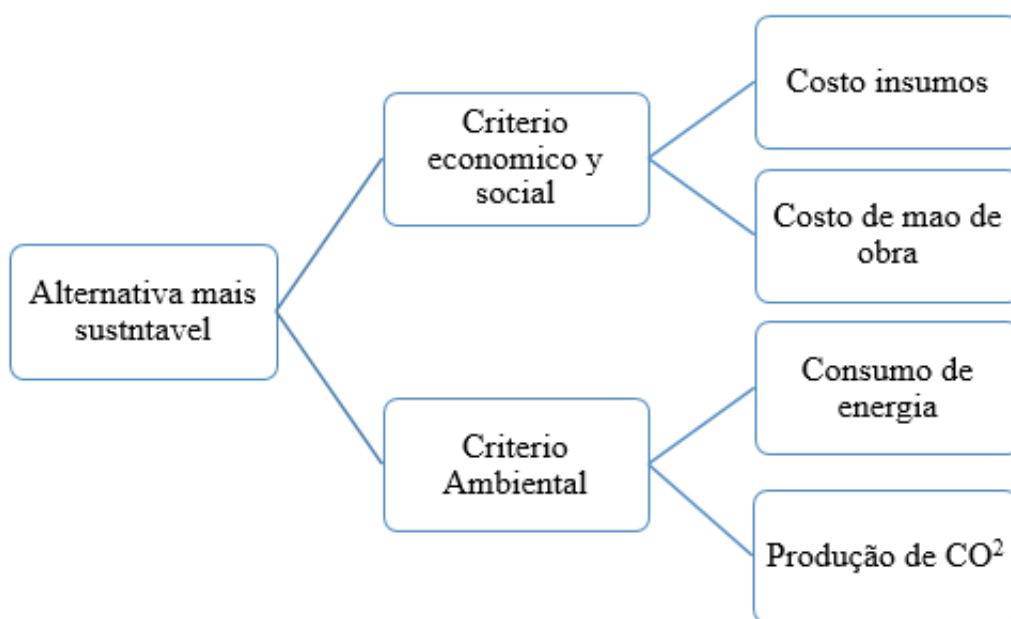 Alternativa mais
sustntavel
Criterio
economico y
social
Criterio
Ambiental
Costo insumos
Costo de mao de
obra
Consumo de
energia
Produção de CO²